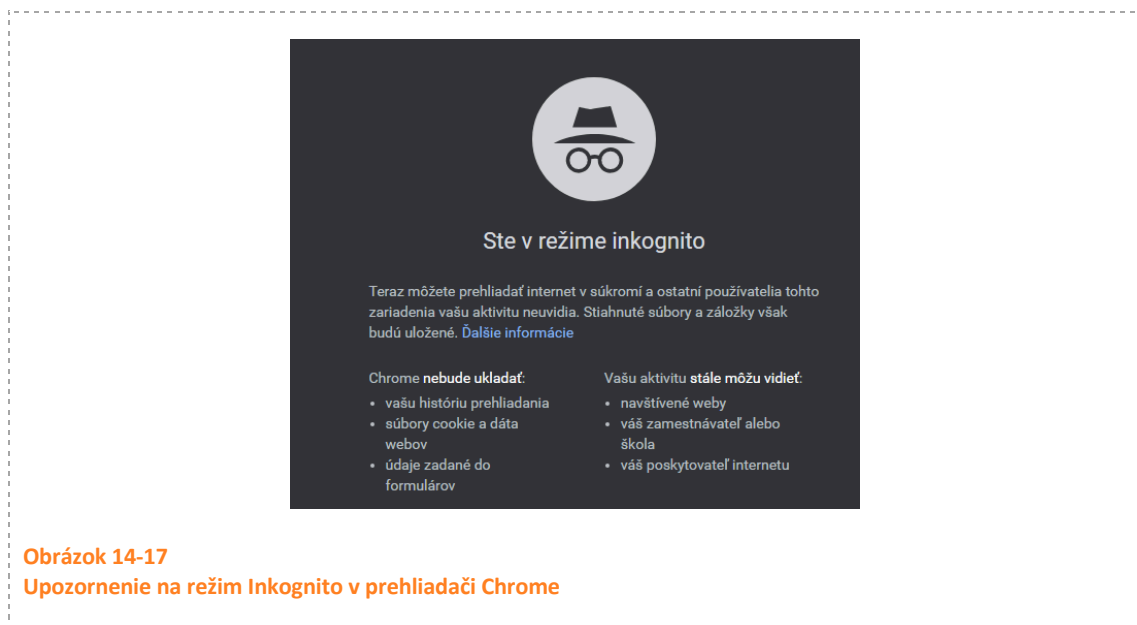 Ste v režime inkognito
Teraz môžete prehliadať internet v súkromí a ostatní používatelia tohto
zariadenia vašu aktivitu neuvidia. Stiahnuté súbory a záložky však
budú uložené. Ďalšie informácie
Chrome nebude ukladať:
• vašu históriu prehliadania
• súbory cookie a dáta
webov
• údaje zadané do
formulárov
Vašu aktivitu stále môžu vidieť:
• navštívené weby
• váš zamestnávateľ alebo
škola
• váš poskytovateľ internetu
Obrázok 14-17
Upozornenie na režim Inkognito v prehliadači Chrome